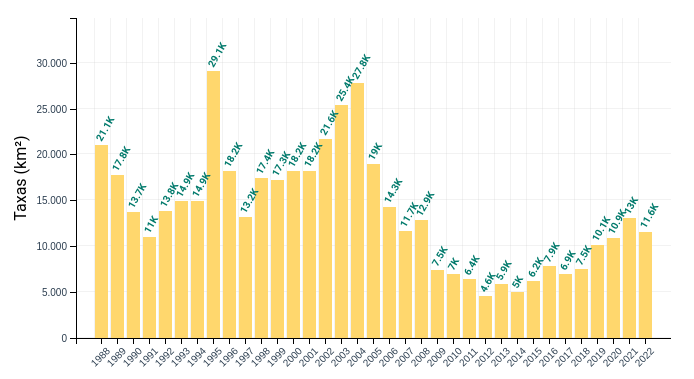 Taxas (km²)
30.000
25.000
20.000
15.000
10.000
5.000
0
21.1K
17.8K
13.7K
11K
13.8K
14.9K
14.9K
29.1K
18.2K
13.2K
17.4K
17.3K
18.2K
18.2K
21.6K
25.4K
27.8K
19K
14.3K
11.7K
12.9K
7.5K
7K
6.4K
4.6K
5.9K
5K
6.2K
7.9K
6.9K
7.5K
10.1K
10.9K
13K
11.6K
1988
1989
1990
1991
1992
1993
1994
1995
1996
1997
1998
1999
2000
2001
2002
2003
2004
2005
2006
2007
2008
2009
2010
2011
2012
2013
2014
2015
2016
2017
2018
2019
2020
2021
2022